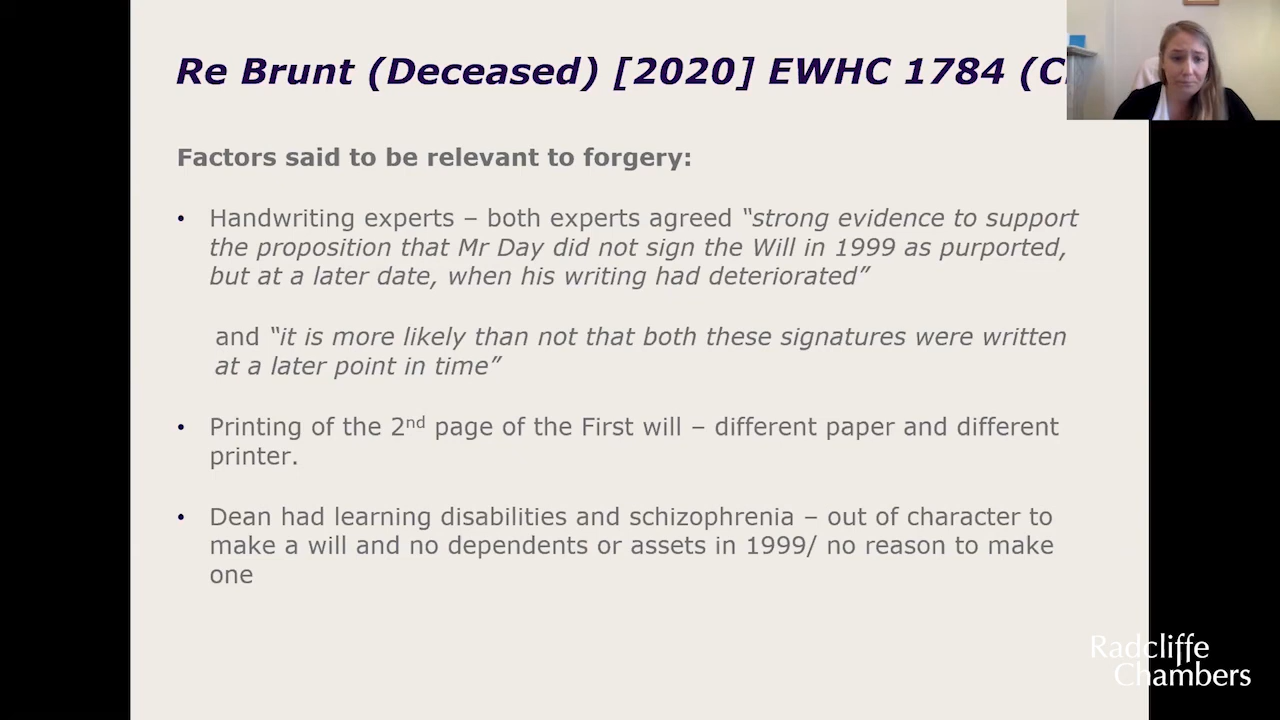 Re Brunt (Deceased) [2020] EWHC 1784 (C
Factors said to be relevant to forgery:
• Handwriting experts – both experts agreed “strong evidence to support
the proposition that Mr Day did not sign the Will in 1999 as purported,
but at a later date, when his writing had deteriorated”
and “it is more likely than not that both these signatures were written
at a later point in time”
• Printing of the 2nd page of the First will – different paper and different
printer.
• Dean had learning disabilities and schizophrenia – out of character to
make a will and no dependents or assets in 1999/ no reason to make
one
Radcliffe
Chambers